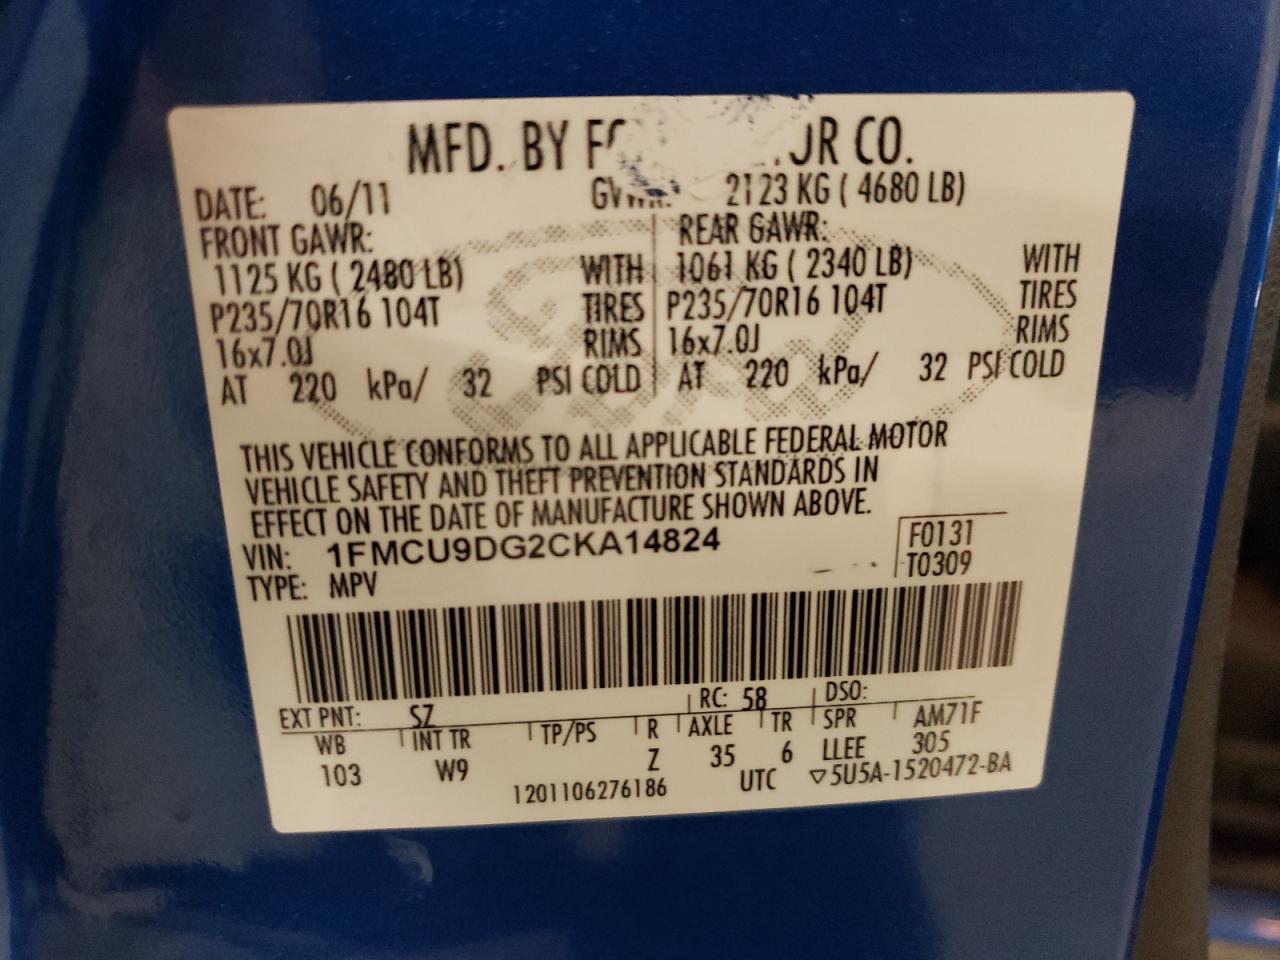 MFD. BY FO CO.
DATE: 06/11 2123 KG ( 4680 LB)
FRONT GAWR: REAR GAWR:
1125 KG ( 2480 LB) WITH 1061 KG ( 2340 LB) WITH
P235/70R16 104T TIRES P235/70R16 104T TIRES
16x7.0J RIMS 16x7.0J RIMS
AT 220 kPa/ 32 PSI COLD AT 220 kPa/ 32 PSI COLD
Ford
THIS VEHICLE CONFORMS TO ALL APPLICABLE FEDERAL MOTOR
VEHICLE SAFETY AND THEFT PREVENTION STANDARDS IN
EFFECT ON THE DATE OF MANUFACTURE SHOWN ABOVE.
VIN: 1FMCU9DG2CKA14824 F0131
TYPE: MPV T0309
EXT PNT: SZ RC: 58 DSO:
WB INT TR TP/PS R AXLE TR SPR AM71F
103 W9 Z 35 6 LLEE 305
1201106276186 UTC ▽5U5A-1520472-BA